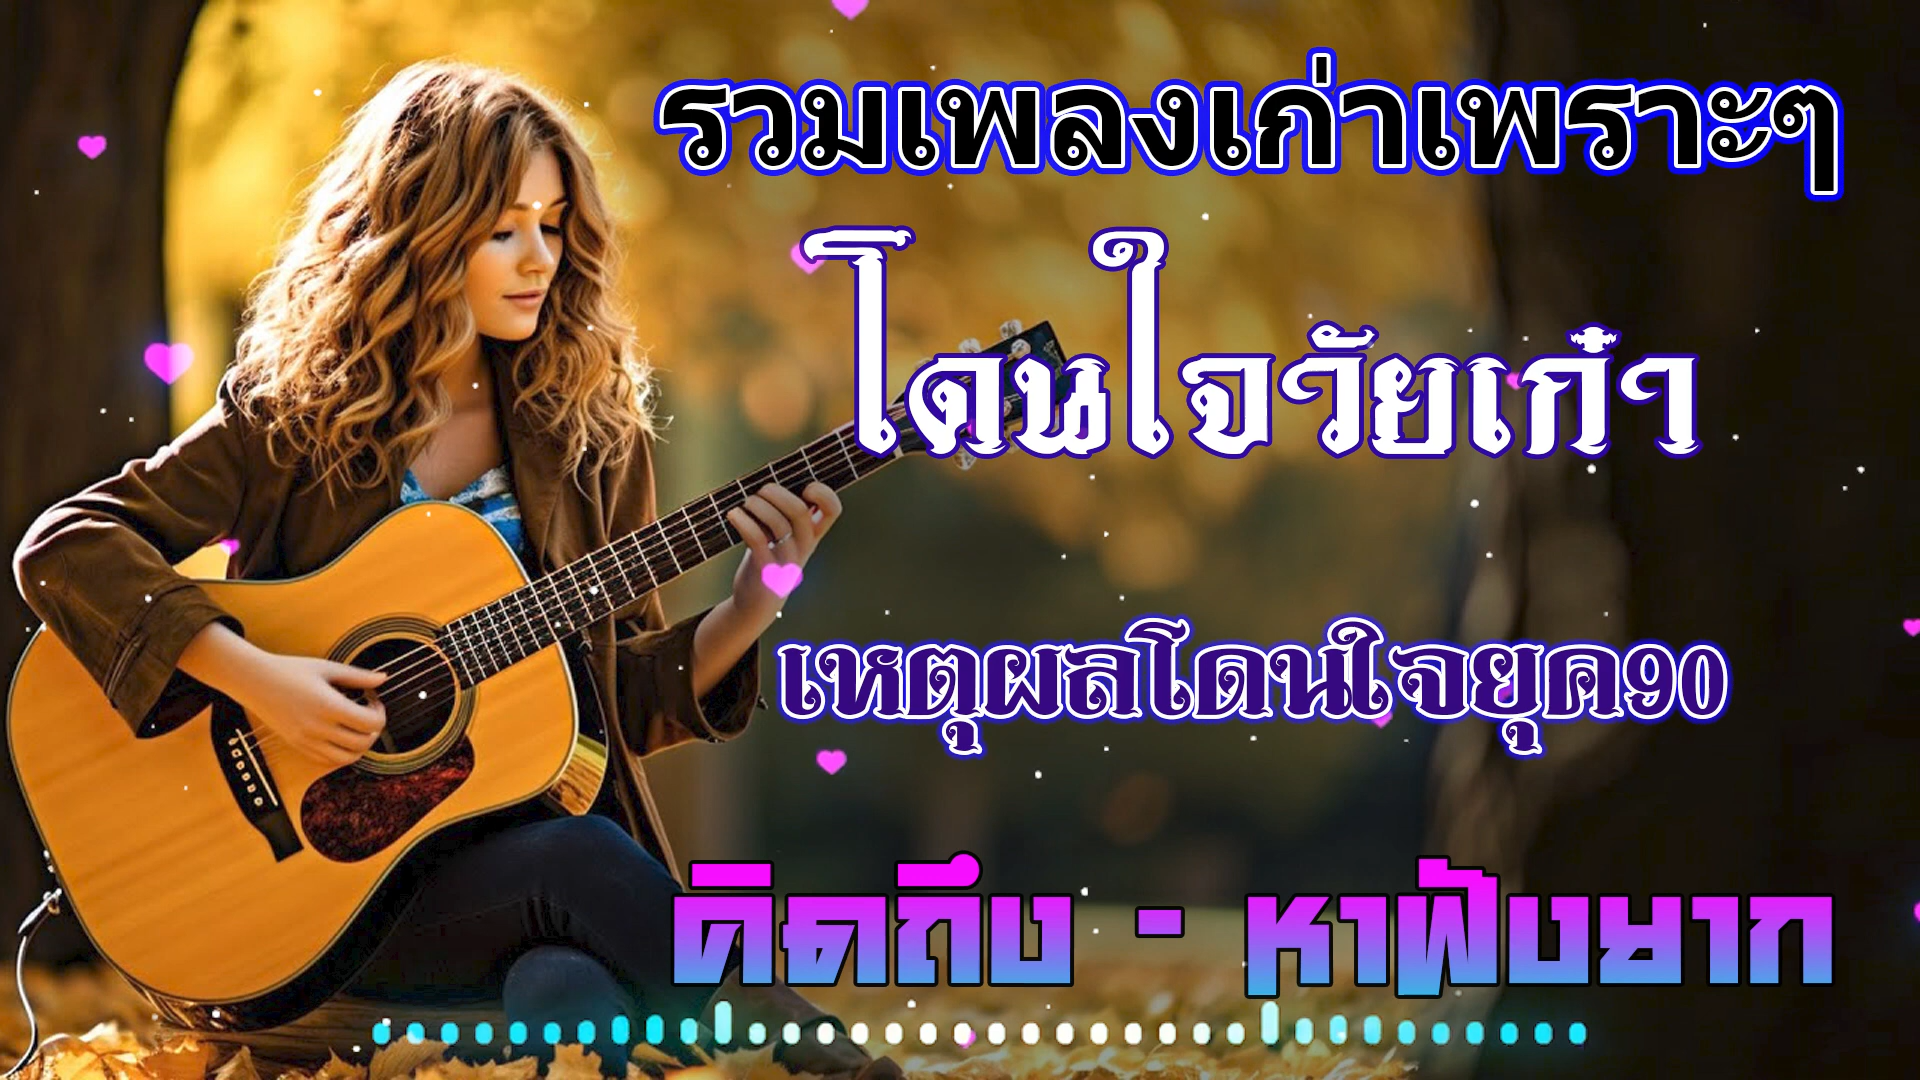 รวมเพลงเก่าเพราะๆ
โดนใจวัยเก๋า
เหตุผลโดนใจยุค90
คิดถึง - หาฟังยาก